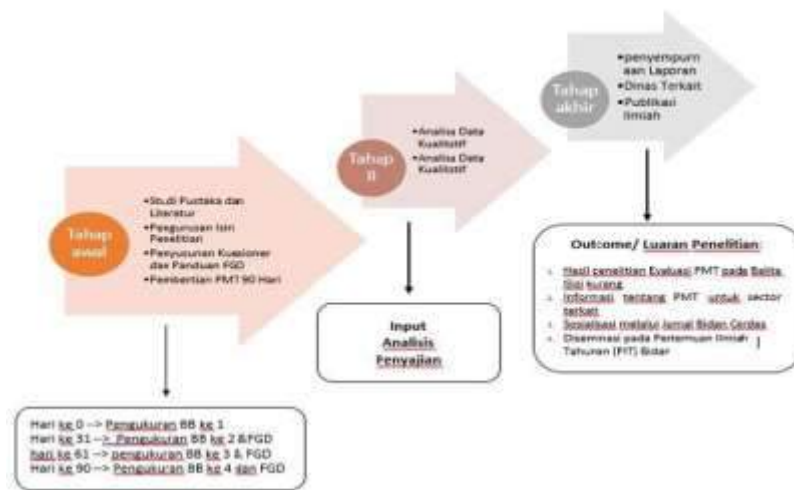 Tahap
awal
•Studi Pustaka dan
Literatur
•Pengurusan Isin
Penelitian
•Penyusunan Kuesioner
dan Panduan FGD
•Pemberian PMT 90 Hari
Tahap
II
•Analisa Data
Kualitatif
•Analisa Data
Kualitatif
Tahap
akhir
•penyempurn
aan Laporan
•Dinas Terkait
•Publikasi
Ilmiah
Hari ke 0 --> Pengukuran BB ke 1
Hari ke 31 --> Pengukuran BB ke 2 &FGD
hari ke 61 --> pengukuran BB ke 3 & FGD
Hari ke 90 --> Pengukuran BB ke 4 dan FGD
Input
Analisis
Penyajian
Outcome/ Luaran Penelitian:
Hasil penelitian Evaluasi PMT pada Balita
Gizi kurang
Informasi tentang PMT untuk sector
terkait
Sosialisasi melalui Jurnal Bidan Cerdas
Diseminasi pada Pertemuan Ilmiah
Tahunan (PIT) Bidan